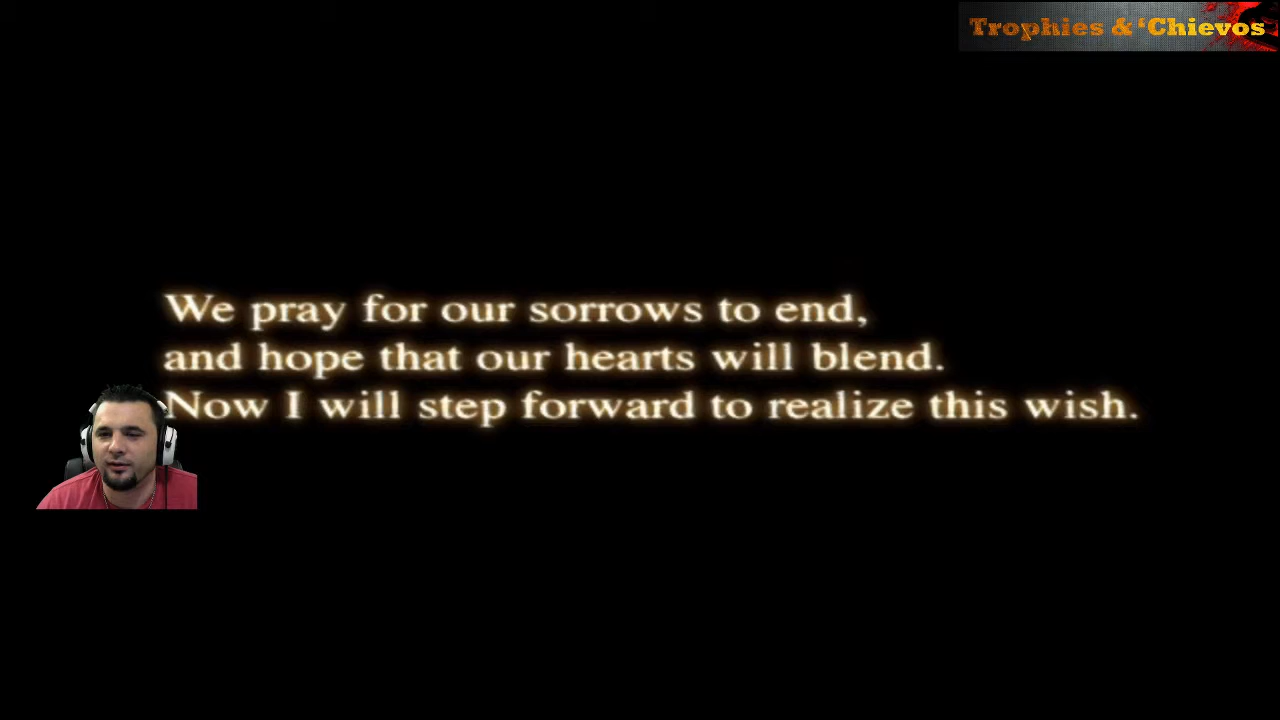 Trophies & ‘Chievos
We pray for our sorrows to end,
and hope that our hearts will blend.
Now I will step forward to realize this wish.